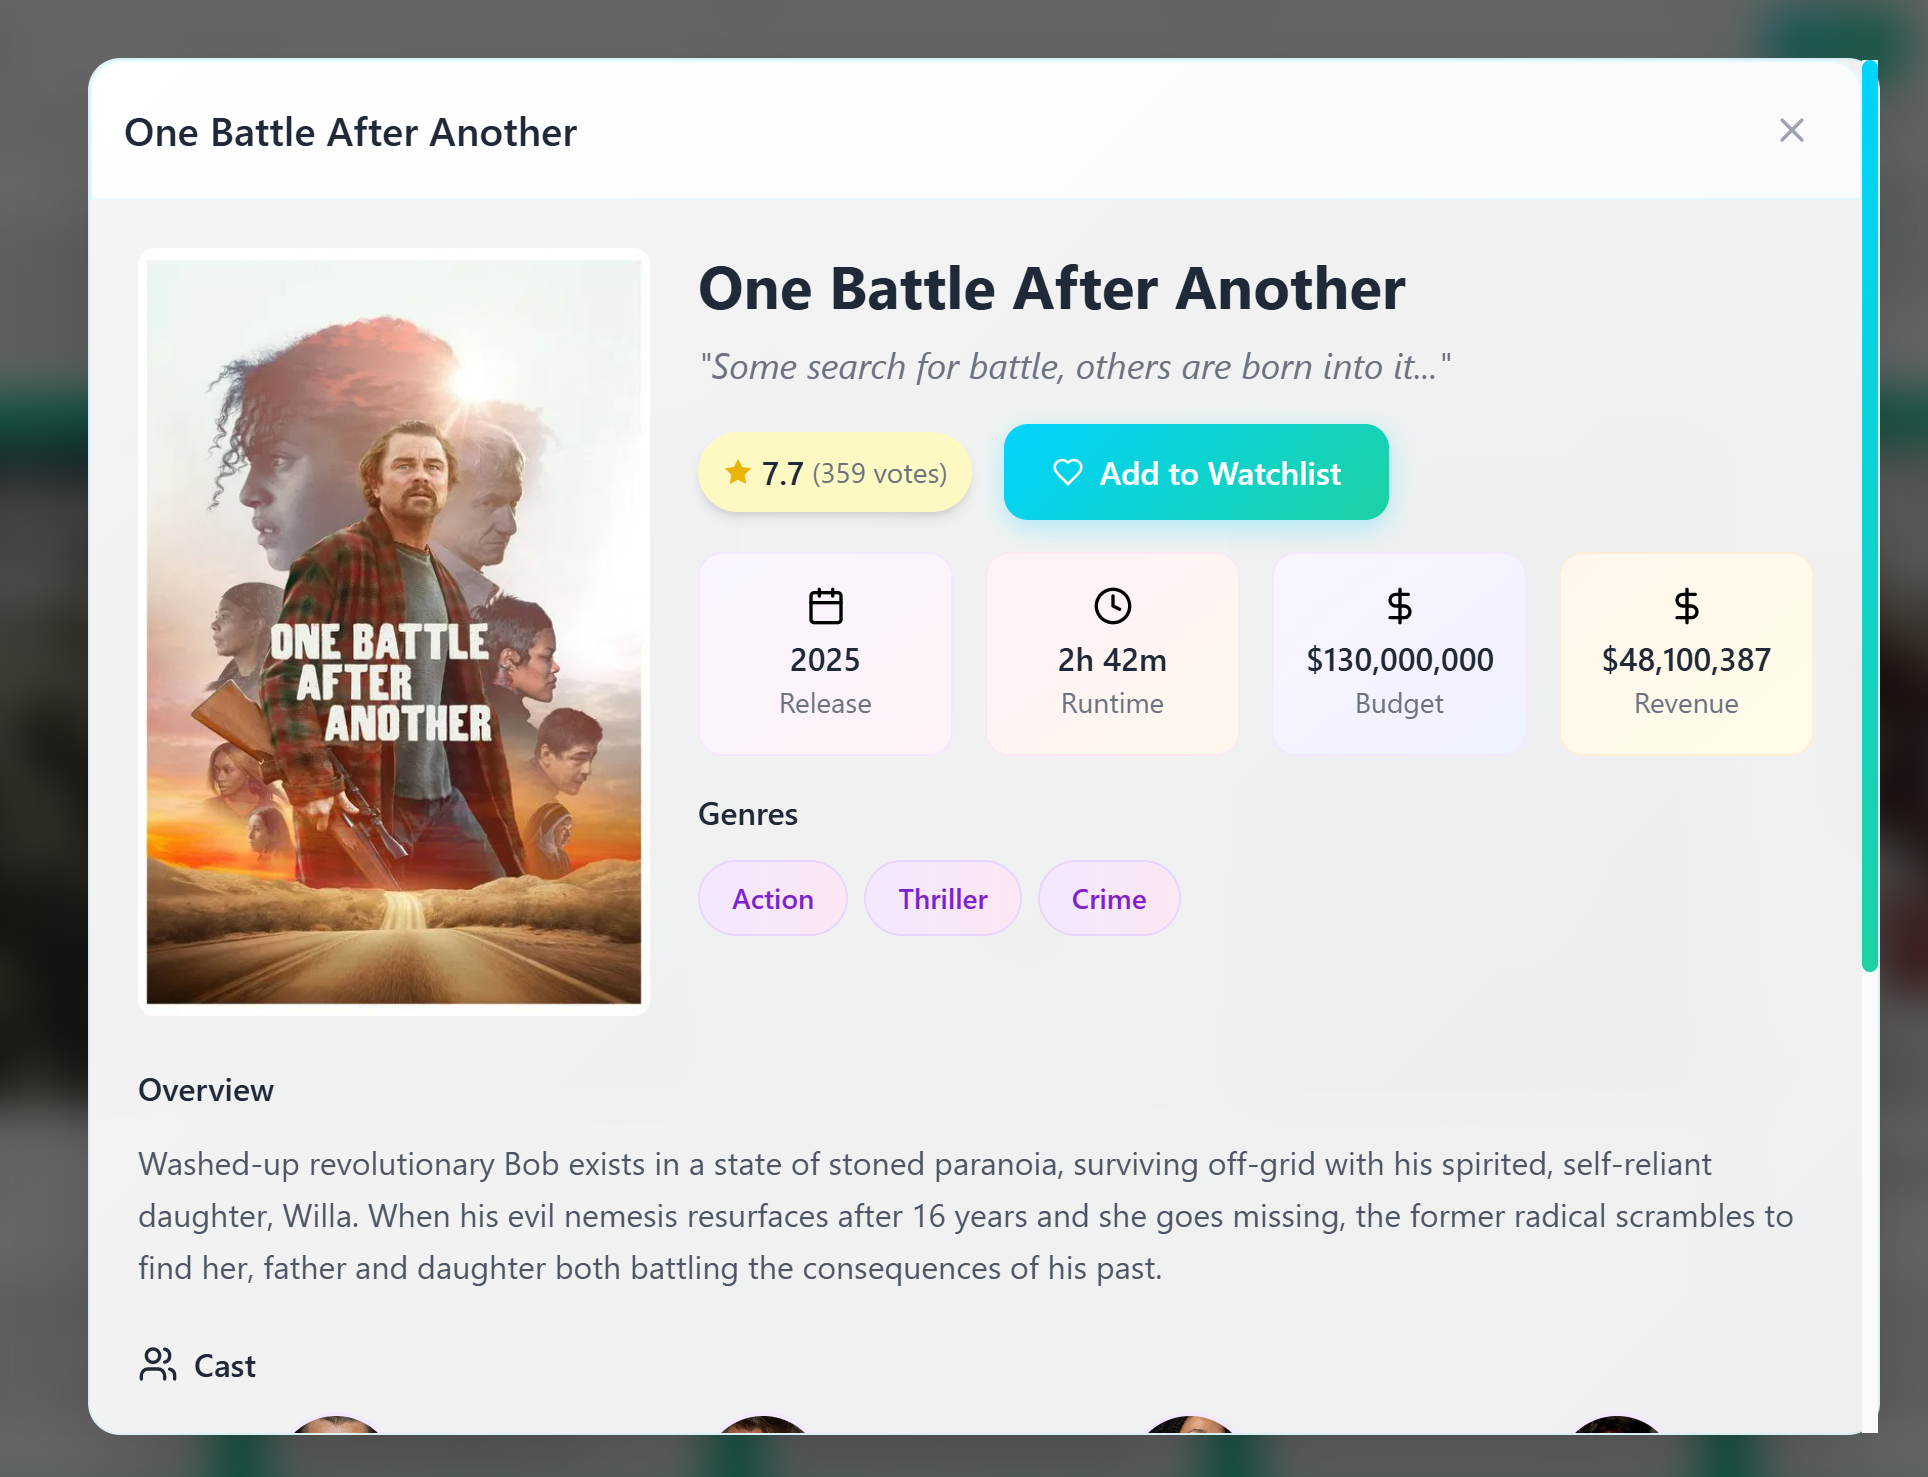 One Battle After Another
ONE BATTLE
AFTER
ANOTHER
One Battle After Another
"Some search for battle, others are born into it..."
7.7 (359 votes)
Add to Watchlist
2025
Release
2h 42m
Runtime
$130,000,000
Budget
$48,100,387
Revenue
Genres
Action
Thriller
Crime
Overview
Washed-up revolutionary Bob exists in a state of stoned paranoia, surviving off-grid with his spirited, self-reliant
daughter, Willa. When his evil nemesis resurfaces after 16 years and she goes missing, the former radical scrambles to
find her, father and daughter both battling the consequences of his past.
Cast